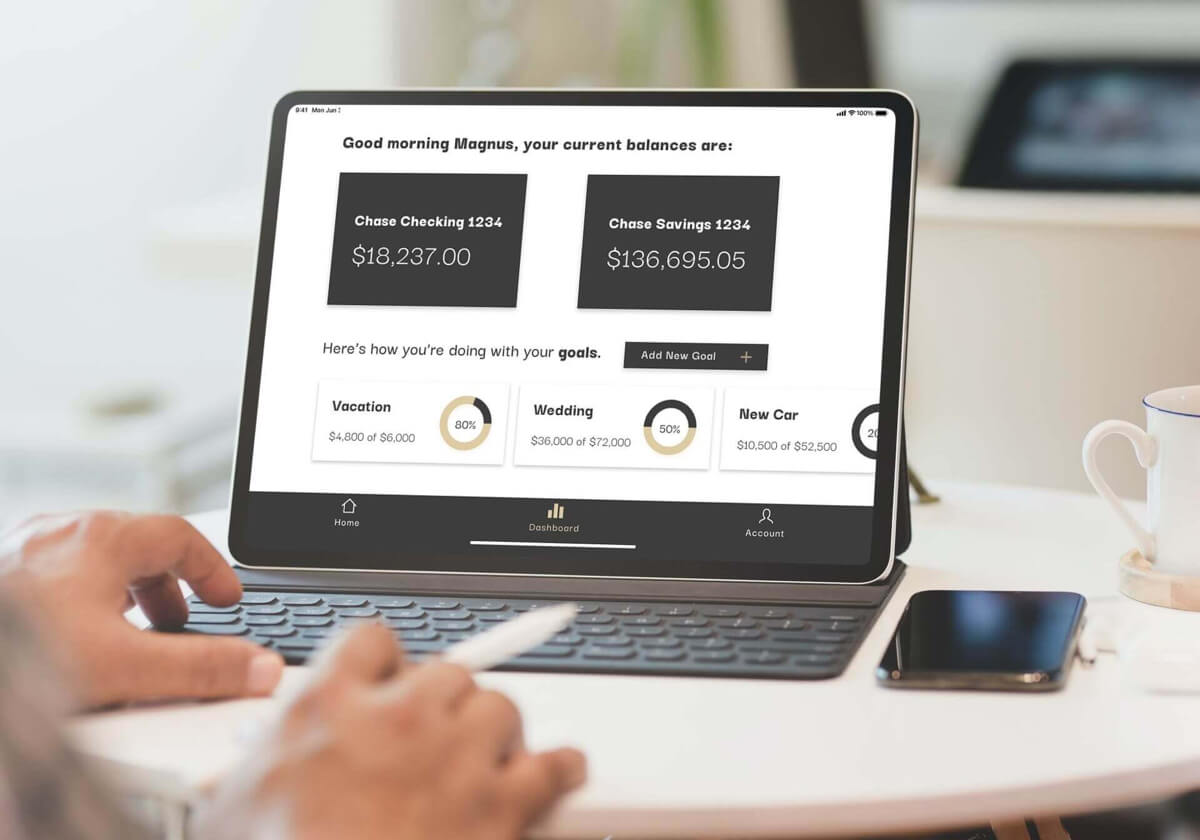 9:41 Mon Jun
100%
Good morning Magnus, your current balances are:
Chase Checking 1234
$18,237.00
Chase Savings 1234
$136,695.05
Here's how you're doing with your goals.
Add New Goal +
Vacation
$4,800 of $6,000
80%
Wedding
$36,000 of $72,000
50%
New Car
$10,500 of $52,500
20
Home
Dashboard
Account